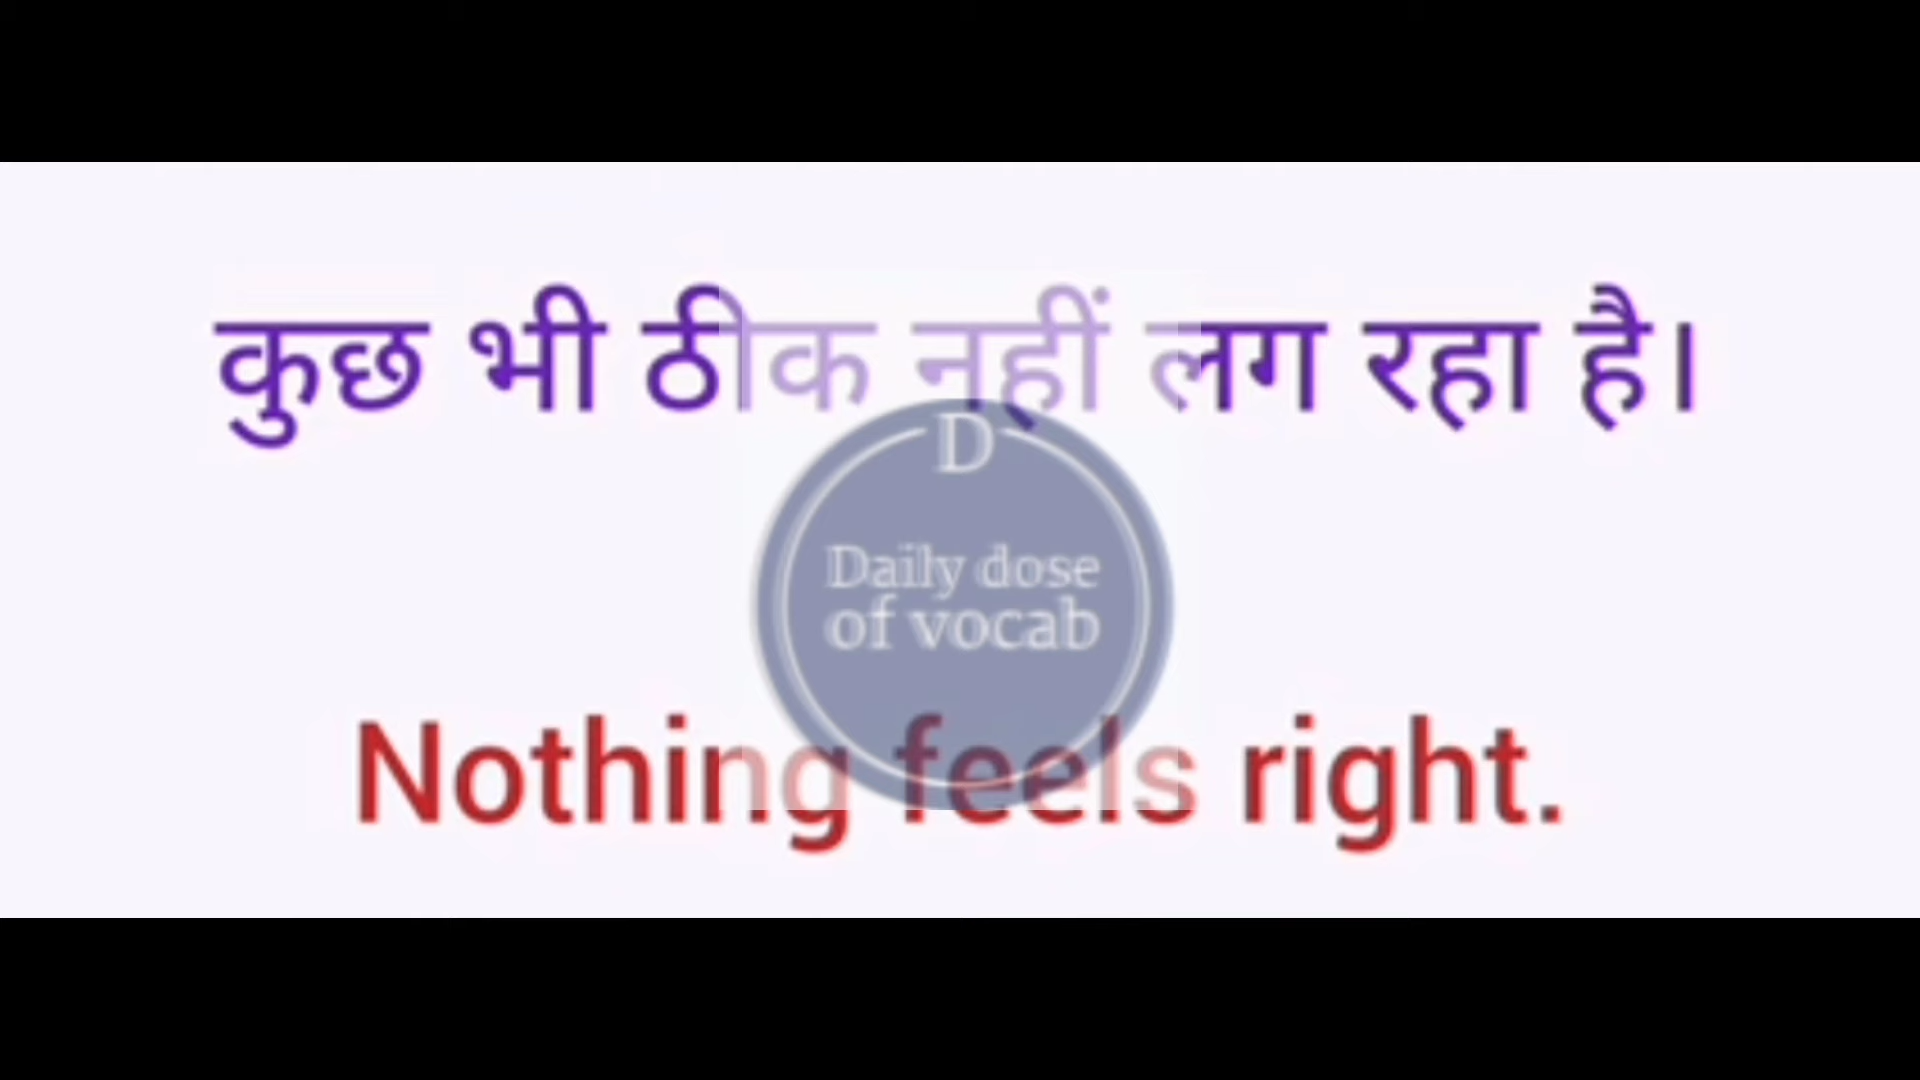 कुछ भी ठीक नहीं लग रहा है।
D
Daily dose
of vocab
Nothing feels right.